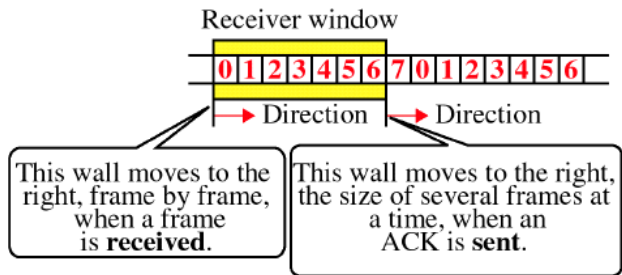 Receiver window
0 1 2 3 4 5 6 7 0 1 2 3 4 5 6
Direction
Direction
This wall moves to the
right, frame by frame,
when a frame
is received.
This wall moves to the right,
the size of several frames at
a time, when an
ACK is sent.